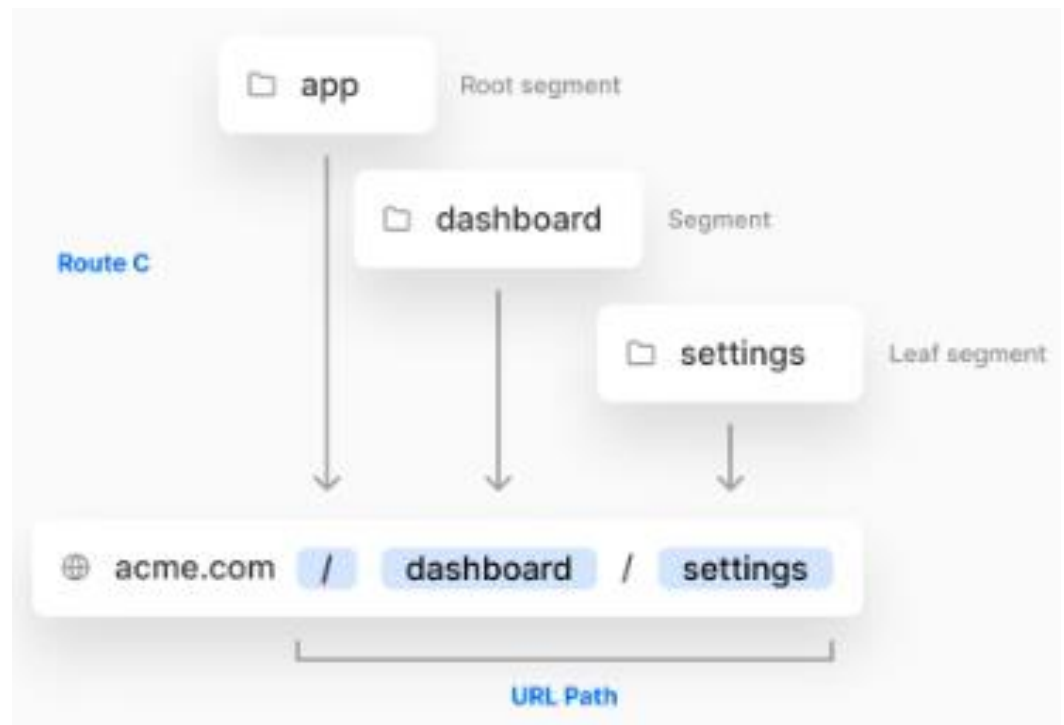 app Root segment
dashboard Segment
Route C
settings Leaf segment
acme.com / dashboard / settings
URL Path